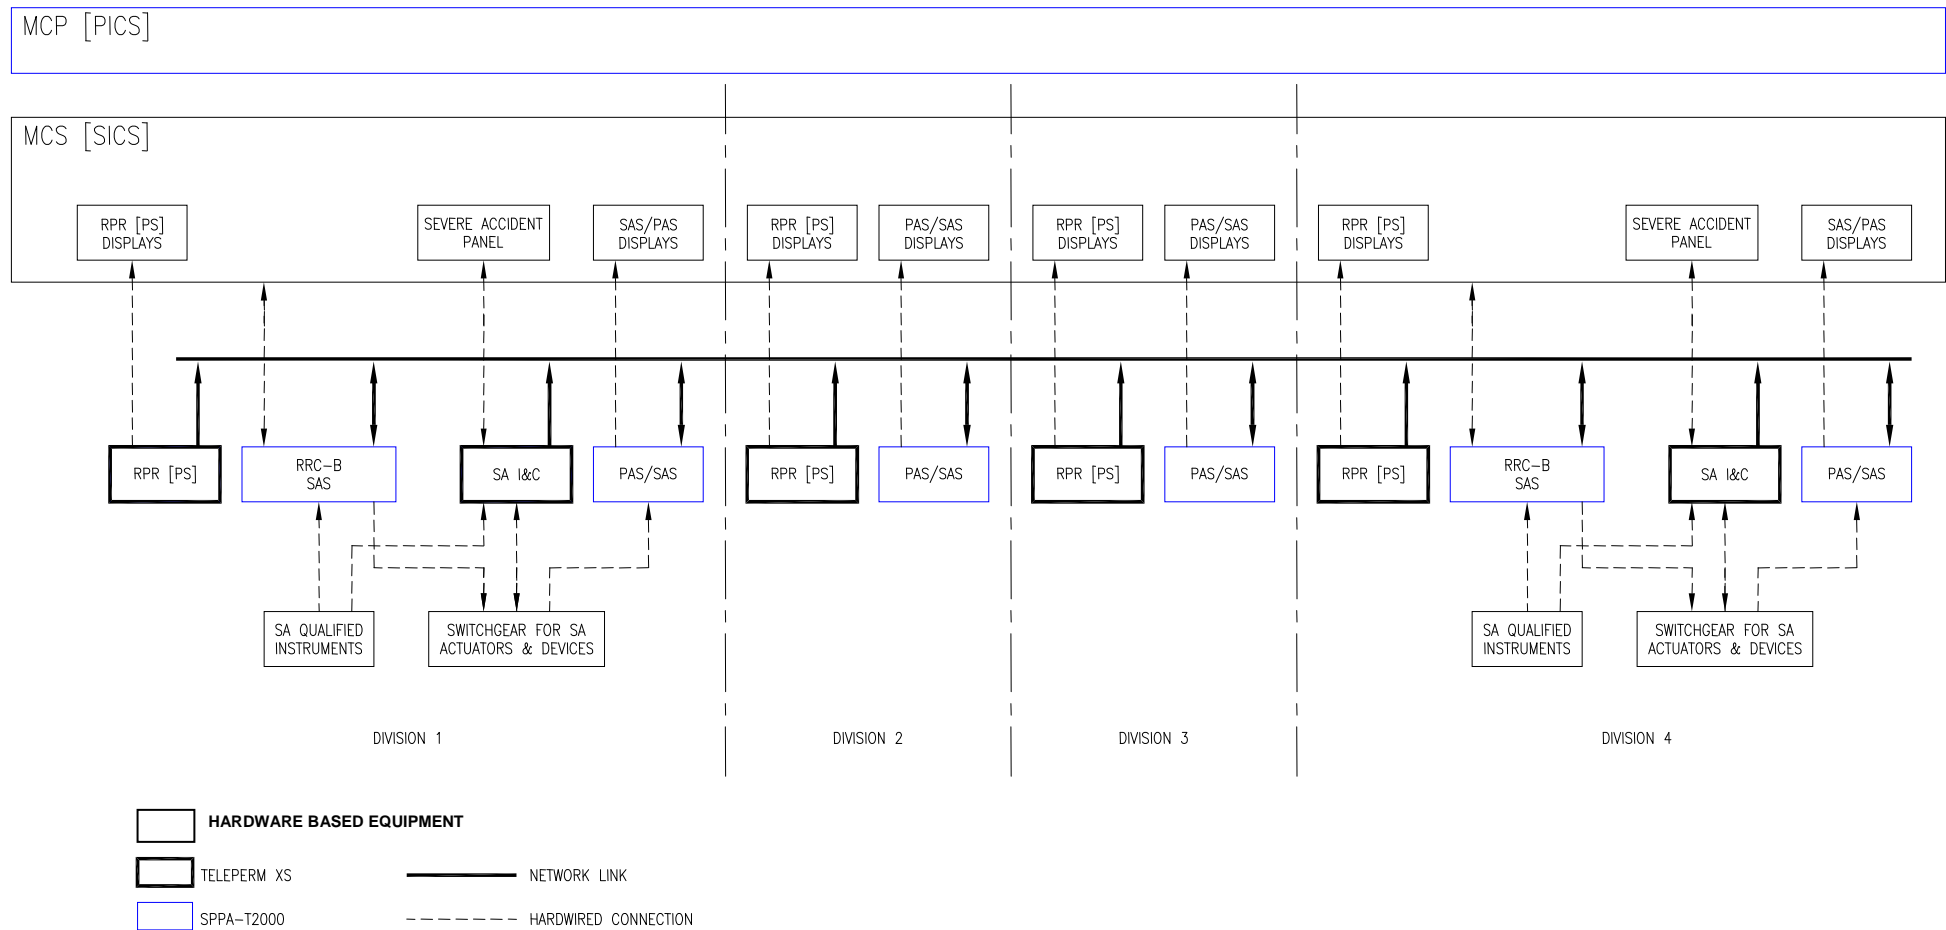 MCP [PICS]
MCS [SICS]
RPR [PS]
DISPLAYS
SEVERE ACCIDENT
PANEL
SAS/PAS
DISPLAYS
RPR [PS]
DISPLAYS
PAS/SAS
DISPLAYS
RPR [PS]
DISPLAYS
PAS/SAS
DISPLAYS
RPR [PS]
DISPLAYS
SEVERE ACCIDENT
PANEL
SAS/PAS
DISPLAYS
RPR [PS]
RRC-B
SAS
SA I&C
PAS/SAS
RPR [PS]
PAS/SAS
RPR [PS]
PAS/SAS
RPR [PS]
RRC-B
SAS
SA I&C
PAS/SAS
SA QUALIFIED
INSTRUMENTS
SWITCHGEAR FOR SA
ACTUATORS & DEVICES
SA QUALIFIED
INSTRUMENTS
SWITCHGEAR FOR SA
ACTUATORS & DEVICES
DIVISION 1
DIVISION 2
DIVISION 3
DIVISION 4
HARDWARE BASED EQUIPMENT
TELEPERM XS
NETWORK LINK
SPPA-T2000
HARDWIRED CONNECTION